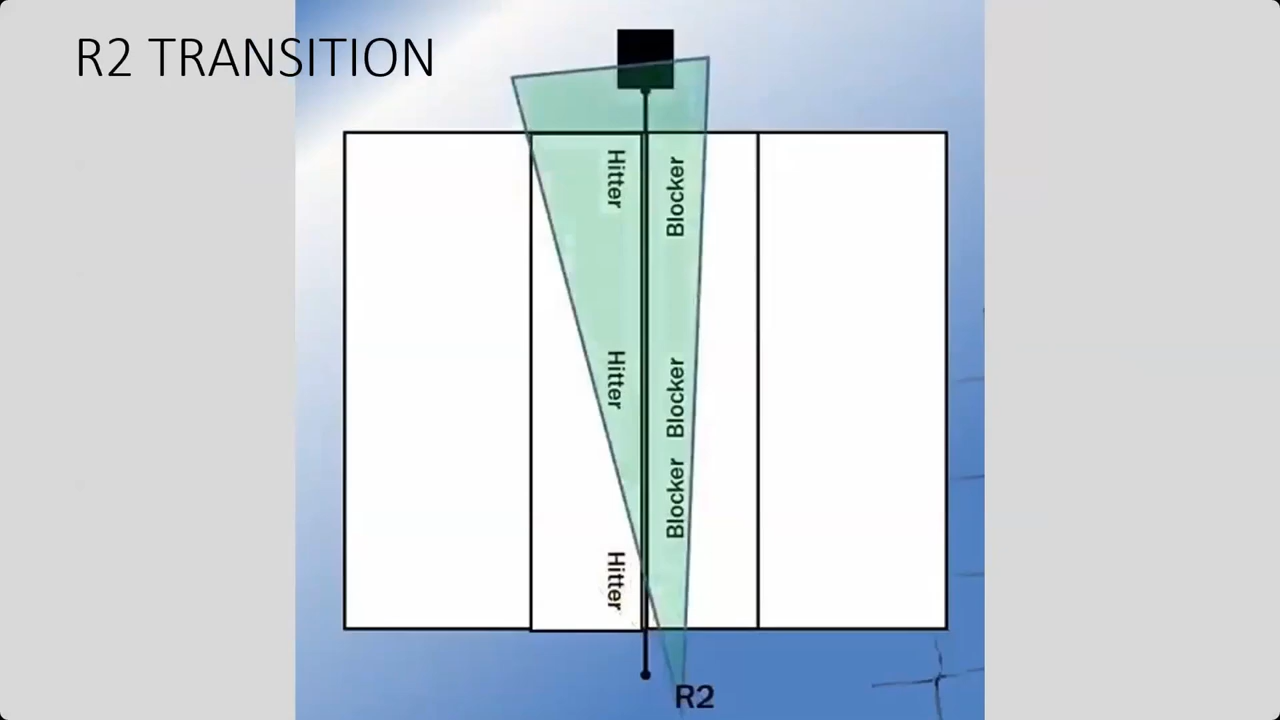 R2 TRANSITION
Hitter
Blocker
Hitter
Blocker
Blocker
Hitter
R2